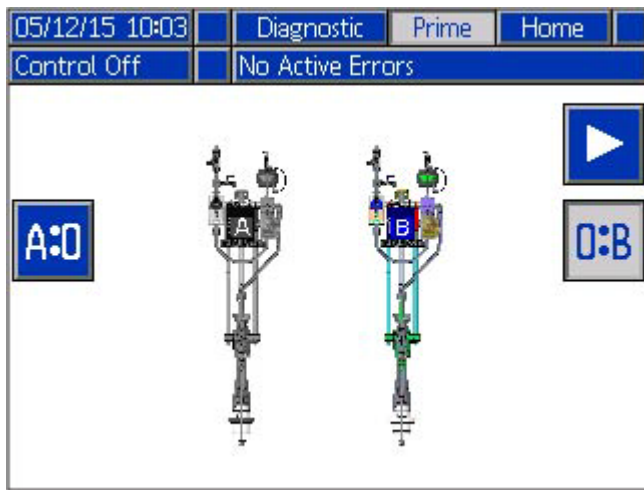 05/12/15 10:03 Diagnostic Prime Home
Control Off No Active Errors
A B
A:0 0:B